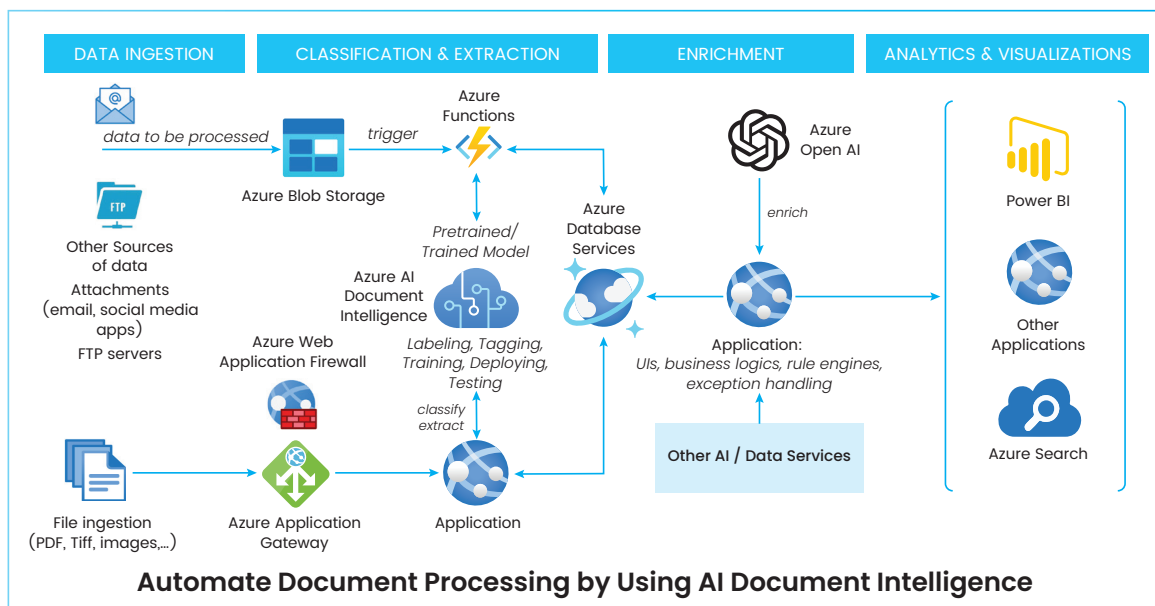 DATA INGESTION
CLASSIFICATION & EXTRACTION
ENRICHMENT
ANALYTICS & VISUALIZATIONS
@
data to be processed
Azure Blob Storage
trigger
Azure
Functions
FTP
Other Sources
of data
Attachments
(email, social media
apps)
FTP servers
Pretrained/
Trained Model
Azure AI
Document
Intelligence
Labeling, Tagging,
Training, Deploying,
Testing
classify
extract
Azure Web
Application Firewall
File ingestion
(PDF, Tiff, images,...)
Azure Application
Gateway
Application
Azure
Database
Services
Azure
Open AI
enrich
Application:
UIs, business logics, rule engines,
exception handling
Other AI / Data Services
Power BI
Other
Applications
Azure Search
Automate Document Processing by Using AI Document Intelligence